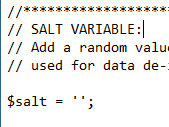 //*******************
// SALT VARIABLE:
// Add a random value
// used for data de-i
$salt = '';